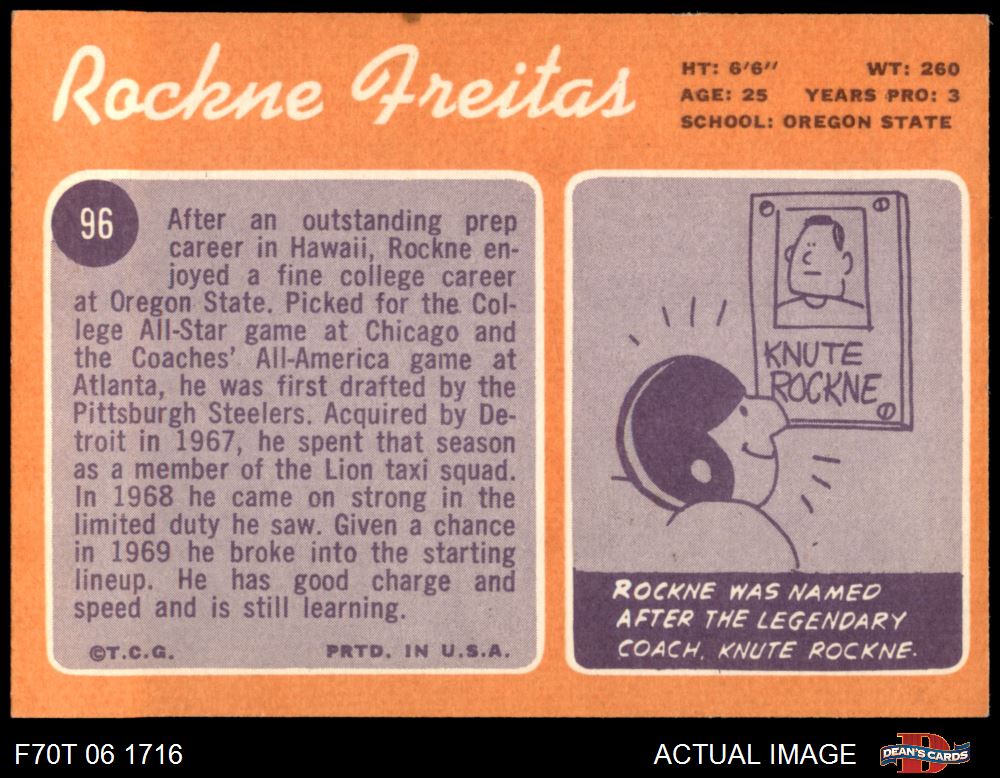 Rockne Freitas
HT: 6'6" WT: 260
AGE: 25 YEARS PRO: 3
SCHOOL: OREGON STATE
96
After an outstanding prep
career in Hawaii, Rockne en-
joyed a fine college career
at Oregon State. Picked for the Col-
lege All-Star game at Chicago and
the Coaches' All-America game at
Atlanta, he was first drafted by the
Pittsburgh Steelers. Acquired by De-
troit in 1967, he spent that season
as a member of the Lion taxi squad.
In 1968 he came on strong in the
limited duty he saw. Given a chance
in 1969 he broke into the starting
lineup. He has good charge and
speed and is still learning.
©T.C.G. PRTD. IN U.S.A.
KNUTE
ROCKNE
ROCKNE WAS NAMED
AFTER THE LEGENDARY
COACH, KNUTE ROCKNE.
F70T 06 1716
ACTUAL IMAGE
DEAN'S CARDS